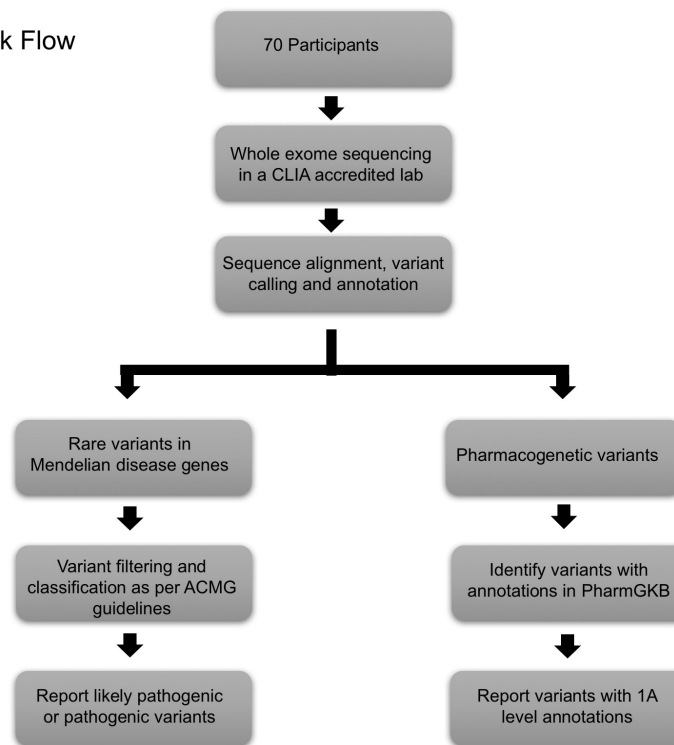 k Flow
70 Participants
Whole exome sequencing
in a CLIA accredited lab
Sequence alignment, variant
calling and annotation
Rare variants in
Mendelian disease genes
Variant filtering and
classification as per ACMG
guidelines
Report likely pathogenic
or pathogenic variants
Pharmacogenetic variants
Identify variants with
annotations in PharmGKB
Report variants with 1A
level annotations